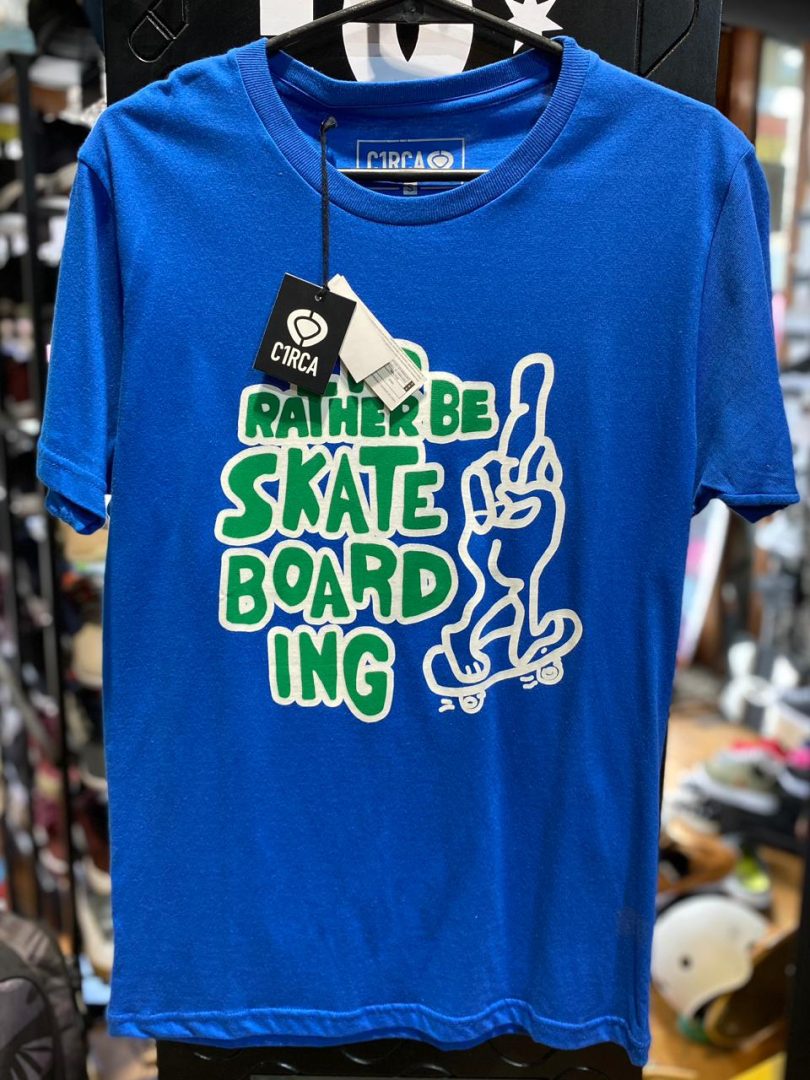 C1RCA
S
C1RCA
RATHER BE
SKATE
BOARD
ING